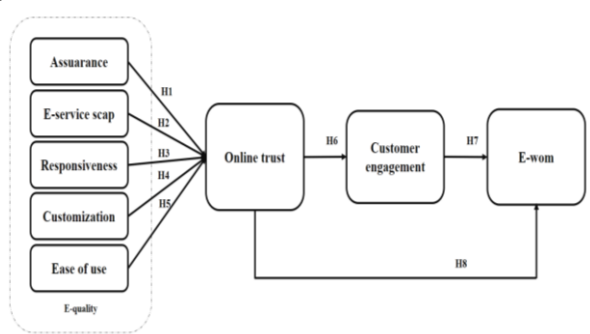 Assuarance
H1
E-service scap
H2
Responsiveness
H3
H4
Customization
H5
Ease of use
E-quality
Online trust
H6
Customer
engagement
H7
E-wom
H8